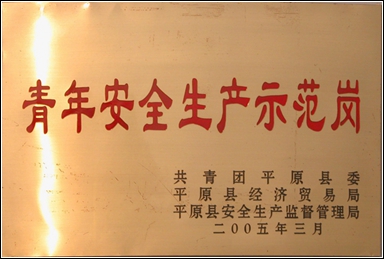 青年安全生产示范岗
共青团平原县委
平原县经济贸易局
平原县安全生产监督管理局
二00五年三月